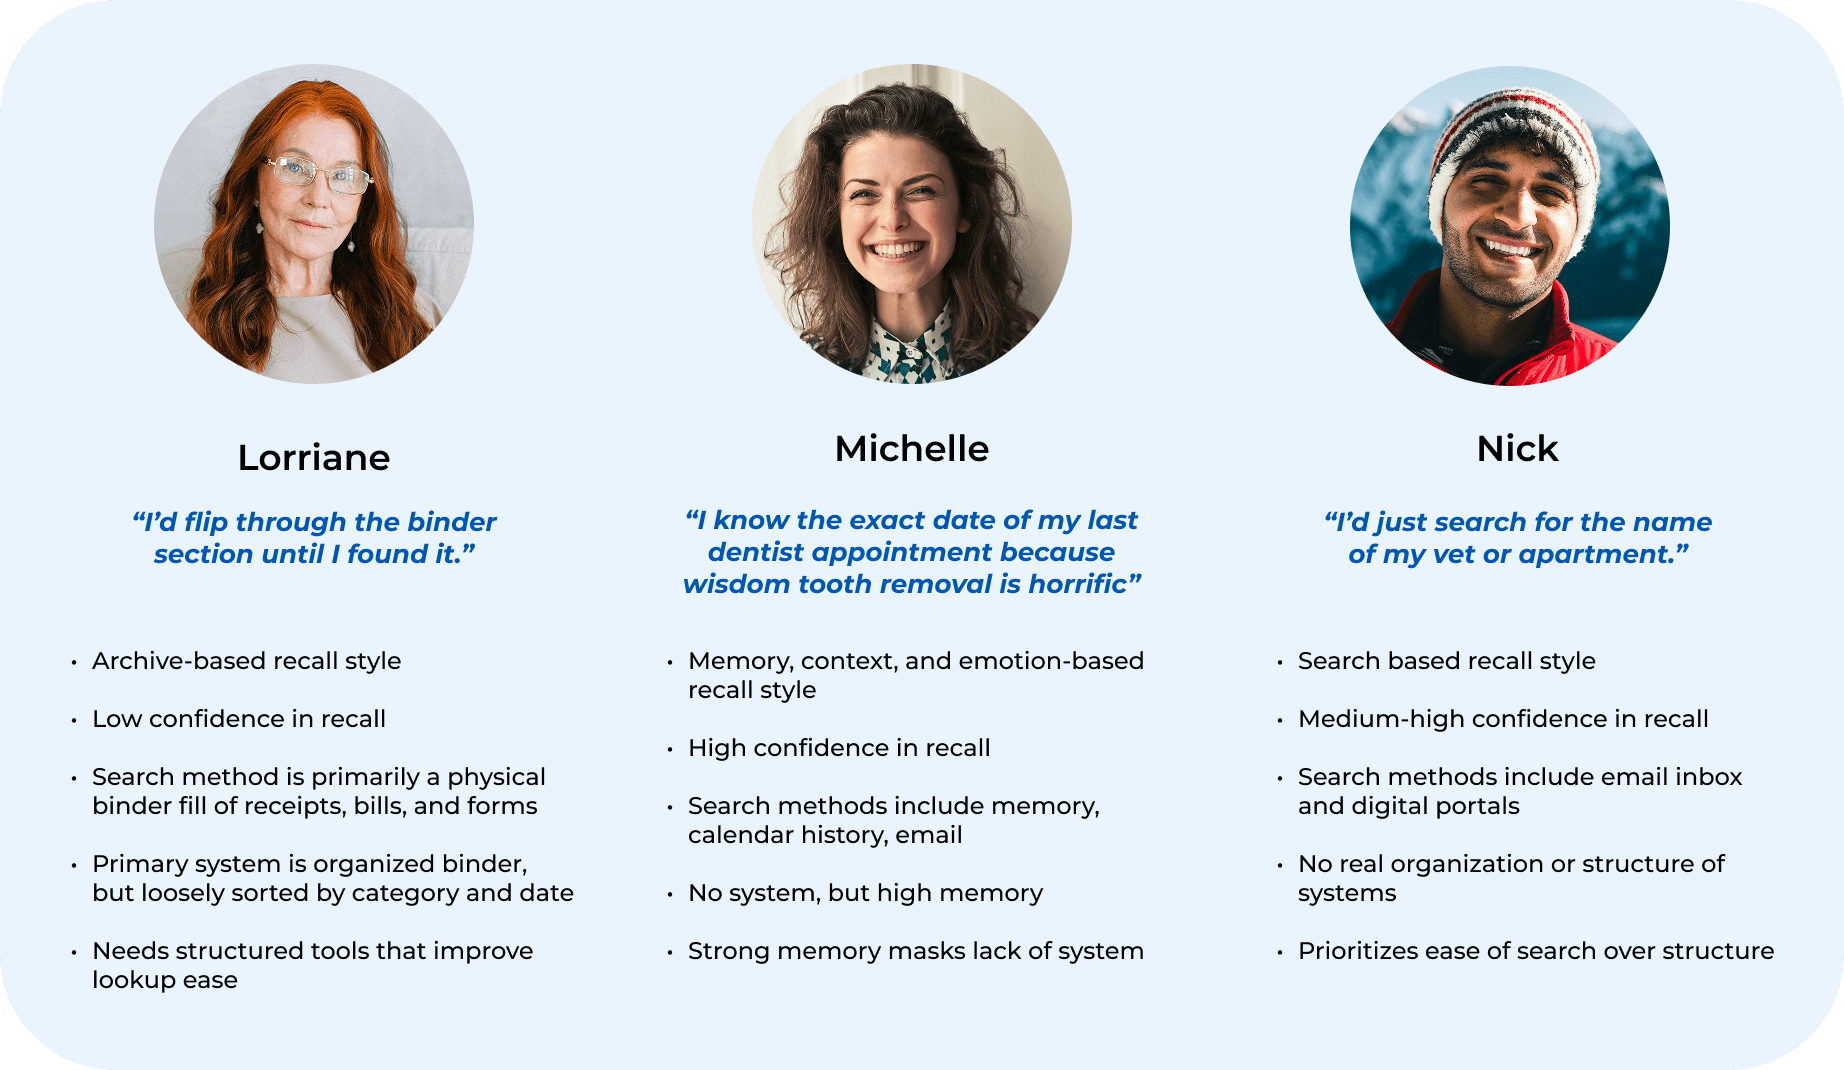 Lorriane
“I’d flip through the binder
section until I found it.”
• Archive-based recall style
• Low confidence in recall
• Search method is primarily a physical
binder fill of receipts, bills, and forms
• Primary system is organized binder,
but loosely sorted by category and date
• Needs structured tools that improve
lookup ease
Michelle
“I know the exact date of my last
dentist appointment because
wisdom tooth removal is horrific”
• Memory, context, and emotion-based
recall style
• High confidence in recall
• Search methods include memory,
calendar history, email
• No system, but high memory
• Strong memory masks lack of system
Nick
“I’d just search for the name
of my vet or apartment.”
• Search based recall style
• Medium-high confidence in recall
• Search methods include email inbox
and digital portals
• No real organization or structure of
systems
• Prioritizes ease of search over structure